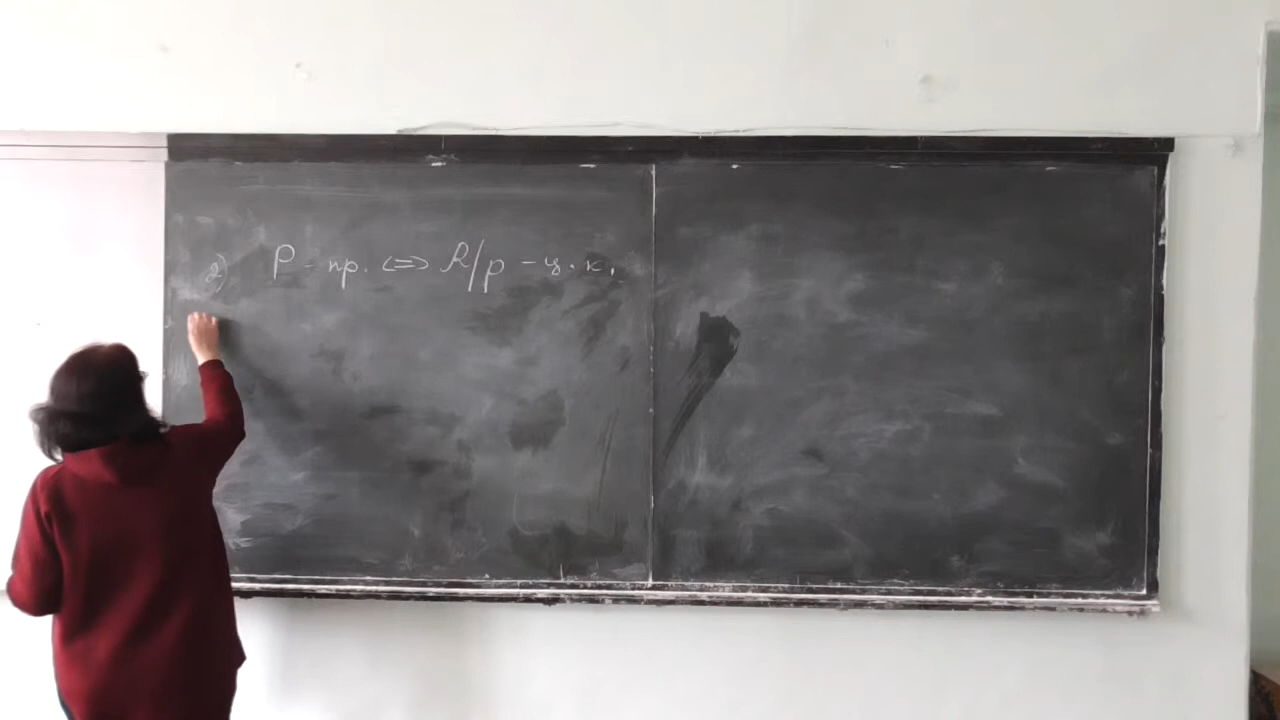 2) P - пр. <=> R/p - ц. к.